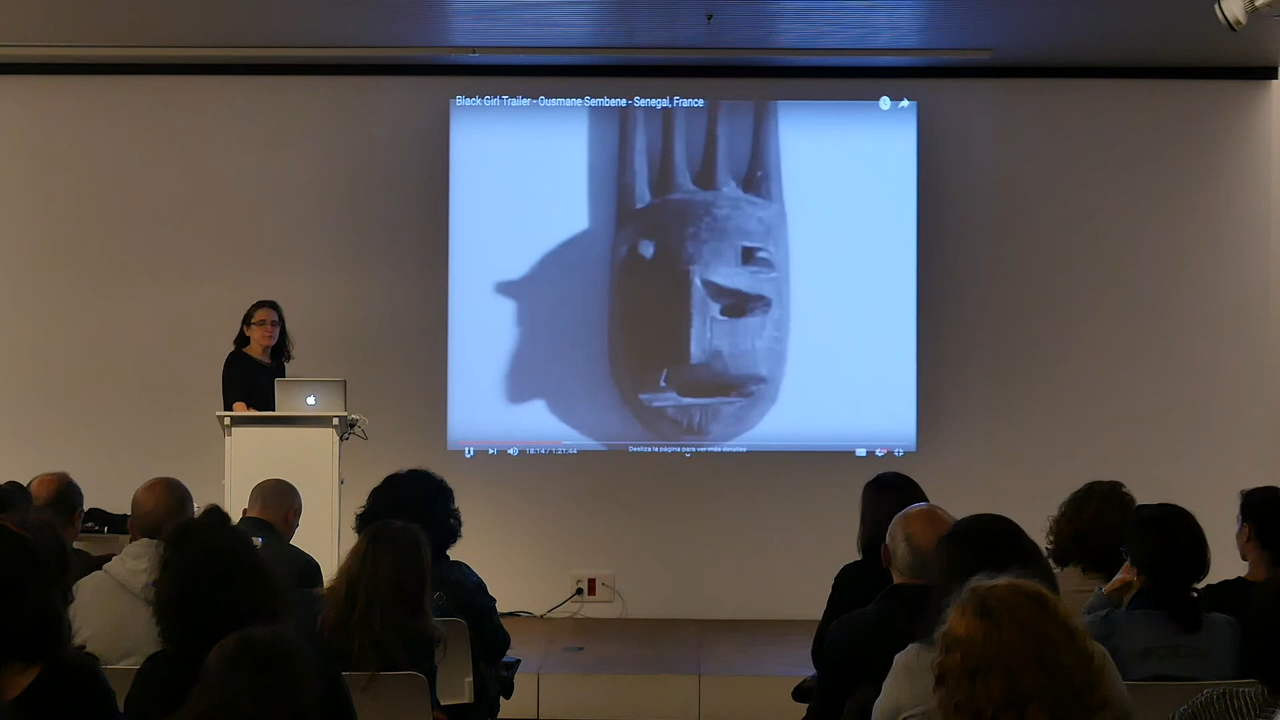 Black Girl Trailer - Ousmane Sembene - Senegal, France
Desliza la página para ver más detalles